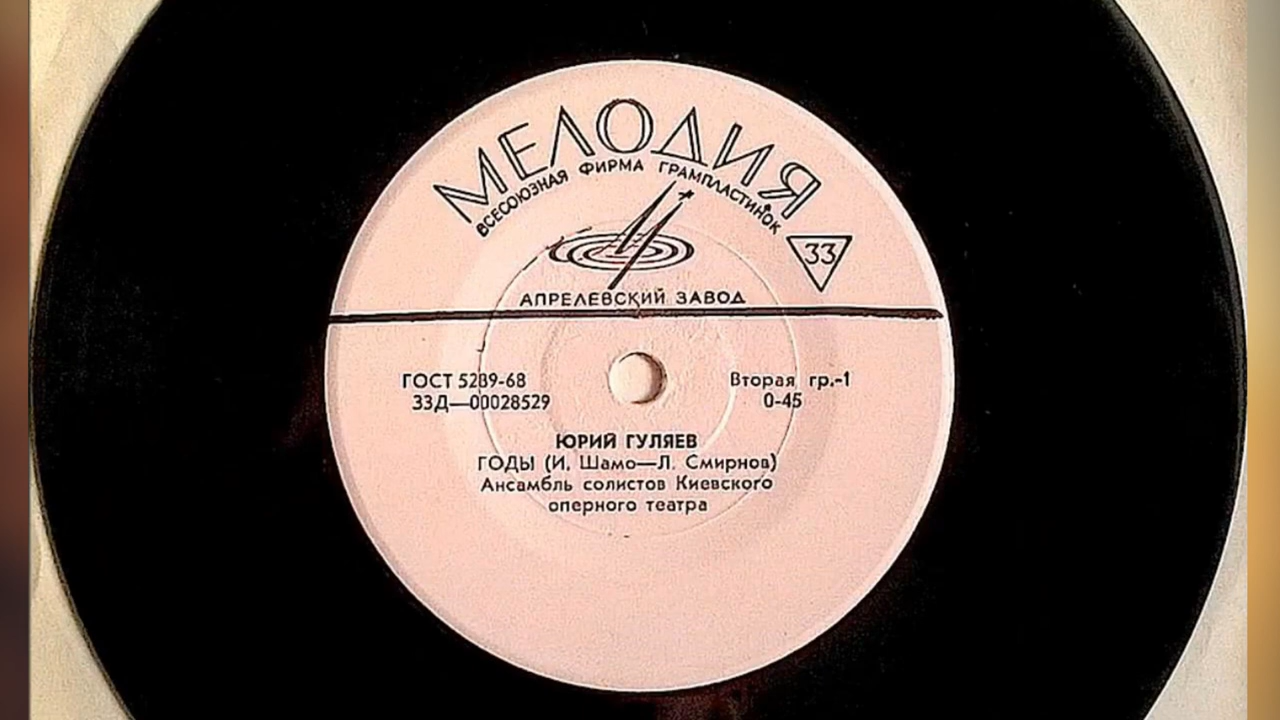 МЕЛОДИЯ
ВСЕСОЮЗНАЯ ФИРМА ГРАМПЛАСТИНОК
33
АПРЕЛЕВСКИЙ ЗАВОД
ГОСТ 5289-68
33Д—00028529
Вторая гр.-1
0-45
ЮРИЙ ГУЛЯЕВ
ГОДЫ (И. Шамо—Л. Смирнов)
Ансамбль солистов Киевского
оперного театра